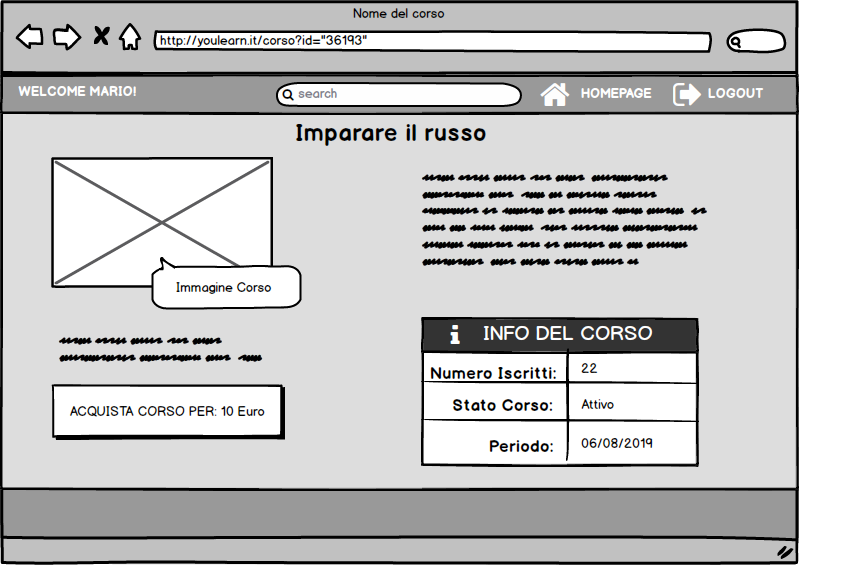 Nome del corso
http://youlearn.it/corso?id="36193"
WELCOME MARIO!
search
HOMEPAGE
LOGOUT
Imparare il russo
Immagine Corso
ACQUISTA CORSO PER: 10 Euro
INFO DEL CORSO
Numero Iscritti: 22
Stato Corso: Attivo
Periodo: 06/08/2019